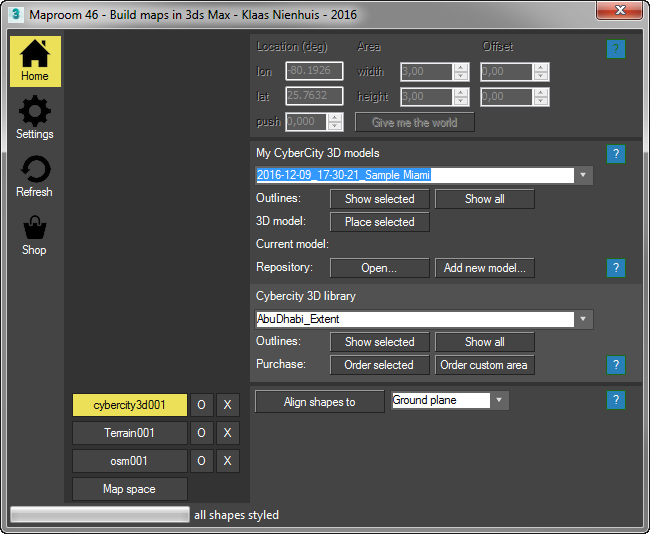 3 Maproom 46 - Build maps in 3ds Max - Klaas Nienhuis - 2016 X
Home
Settings
Refresh
Shop
Location (deg) Area Offset ?
lon -80.1926 width 3,00 0,00
lat 25.7632 height 3,00 0,00
push 0,000 Give me the world
My CyberCity 3D models ?
2016-12-09_17-30-21_Sample Miami
Outlines: Show selected Show all
3D model: Place selected
Current model:
Repository: Open... Add new model... ?
Cybercity 3D library
AbuDhabi_Extent
Outlines: Show selected Show all
Purchase: Order selected Order custom area ?
Align shapes to Ground plane ?
cybercity3d001 O X
Terrain001 O X
osm001 O X
Map space
all shapes styled